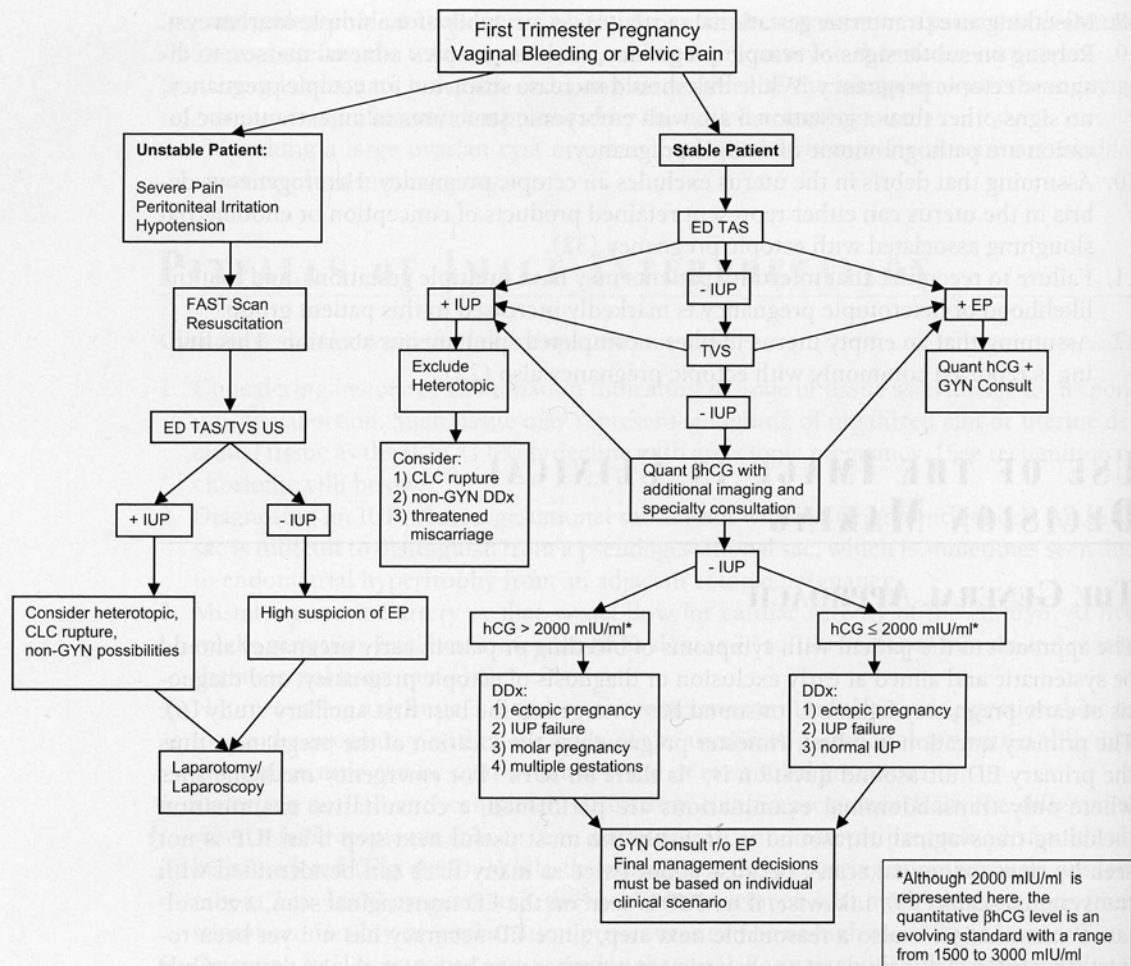 First Trimester Pregnancy
Vaginal Bleeding or Pelvic Pain
Unstable Patient:
Severe Pain
Peritoniteal Irritation
Hypotension
Stable Patient
ED TAS
FAST Scan
Resuscitation
+ IUP
- IUP
+ EP
TVS
Exclude
Heterotopic
Quant hCG +
GYN Consult
- IUP
ED TAS/TVS US
Consider:
1) CLC rupture
2) non-GYN DDx
3) threatened
miscarriage
Quant βhCG with
additional imaging and
specialty consultation
+ IUP
- IUP
- IUP
Consider heterotopic,
CLC rupture,
non-GYN possibilities
High suspicion of EP
hCGS > 2000 mIU/ml*
hCGS < 2000 mIU/ml*
DDx:
1) ectopic pregnancy
2) IUP failure
3) molar pregnancy
4) multiple gestations
DDx:
1) ectopic pregnancy
2) IUP failure
3) normal IUP
Laparotomy/
Laparoscopy
GYN Consult r/o EP
Final management decisions
must be based on individual
clinical scenario
*Although 2000 mIU/ml is
represented here, the
quantitative βhCG level is an
evolving standard with a range
from 1500 to 3000 mIU/ml